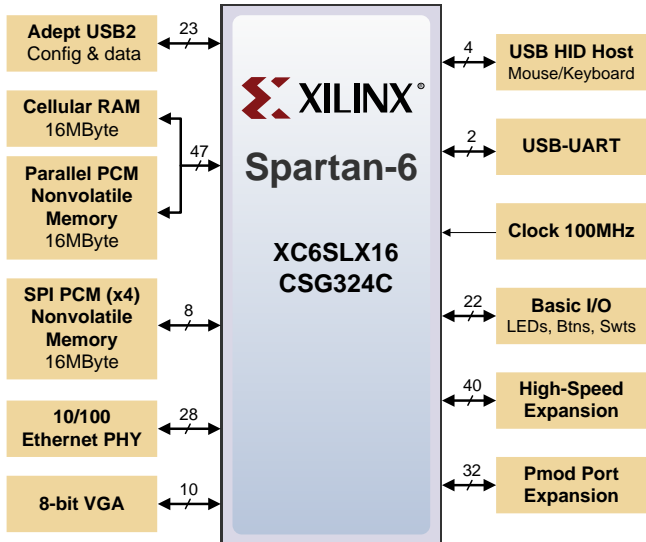 Adept USB2
Config & data
23
Cellular RAM
16MByte
47
Parallel PCM
Nonvolatile
Memory
16MByte
SPI PCM (x4)
Nonvolatile
Memory
16MByte
8
10/100
Ethernet PHY
28
8-bit VGA
10
XILINX®
Spartan-6
XC6SLX16
CSG324C
4
USB HID Host
Mouse/Keyboard
2
USB-UART
Clock 100MHz
22
Basic I/O
LEDs, Btns, Swts
40
High-Speed
Expansion
32
Pmod Port
Expansion